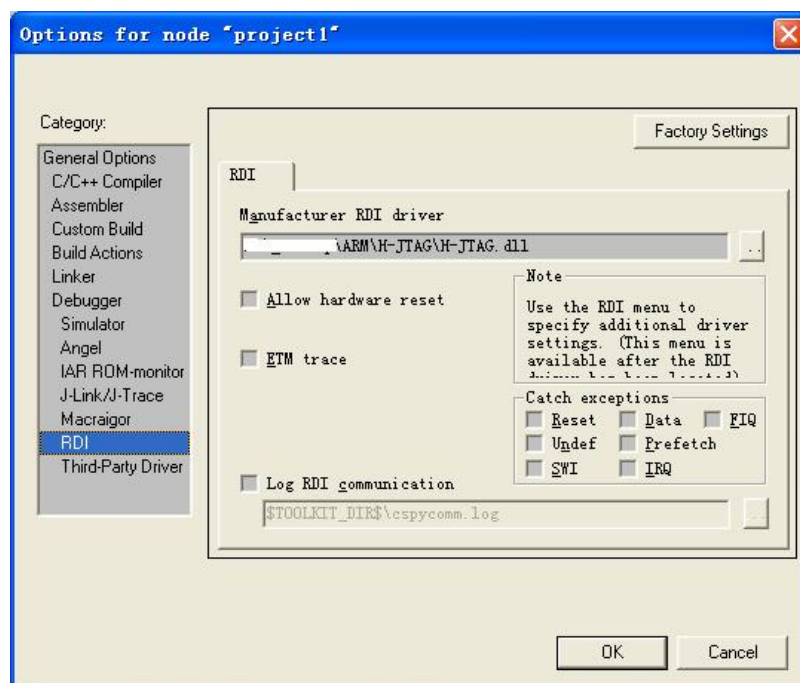 Options for node "project1"
Category:
General Options
C/C++ Compiler
Assembler
Custom Build
Build Actions
Linker
Debugger
Simulator
Angel
IAR ROM-monitor
J-Link/J-Trace
Macraigor
RDI
Third-Party Driver
Factory Settings
RDI
Manufacturer RDI driver
\ARM\H-JTAG\H-JTAG.dll
..
Allow hardware reset
ETM trace
Note
Use the RDI menu to
specify additional driver
settings. (This menu is
available after the RDI
driver has been located)
Catch exceptions
Reset Data FIQ
Undef Prefetch
SWI IRQ
Log RDI communication
$TOOLKIT_DIR$\cspycomm.log
..
OK Cancel